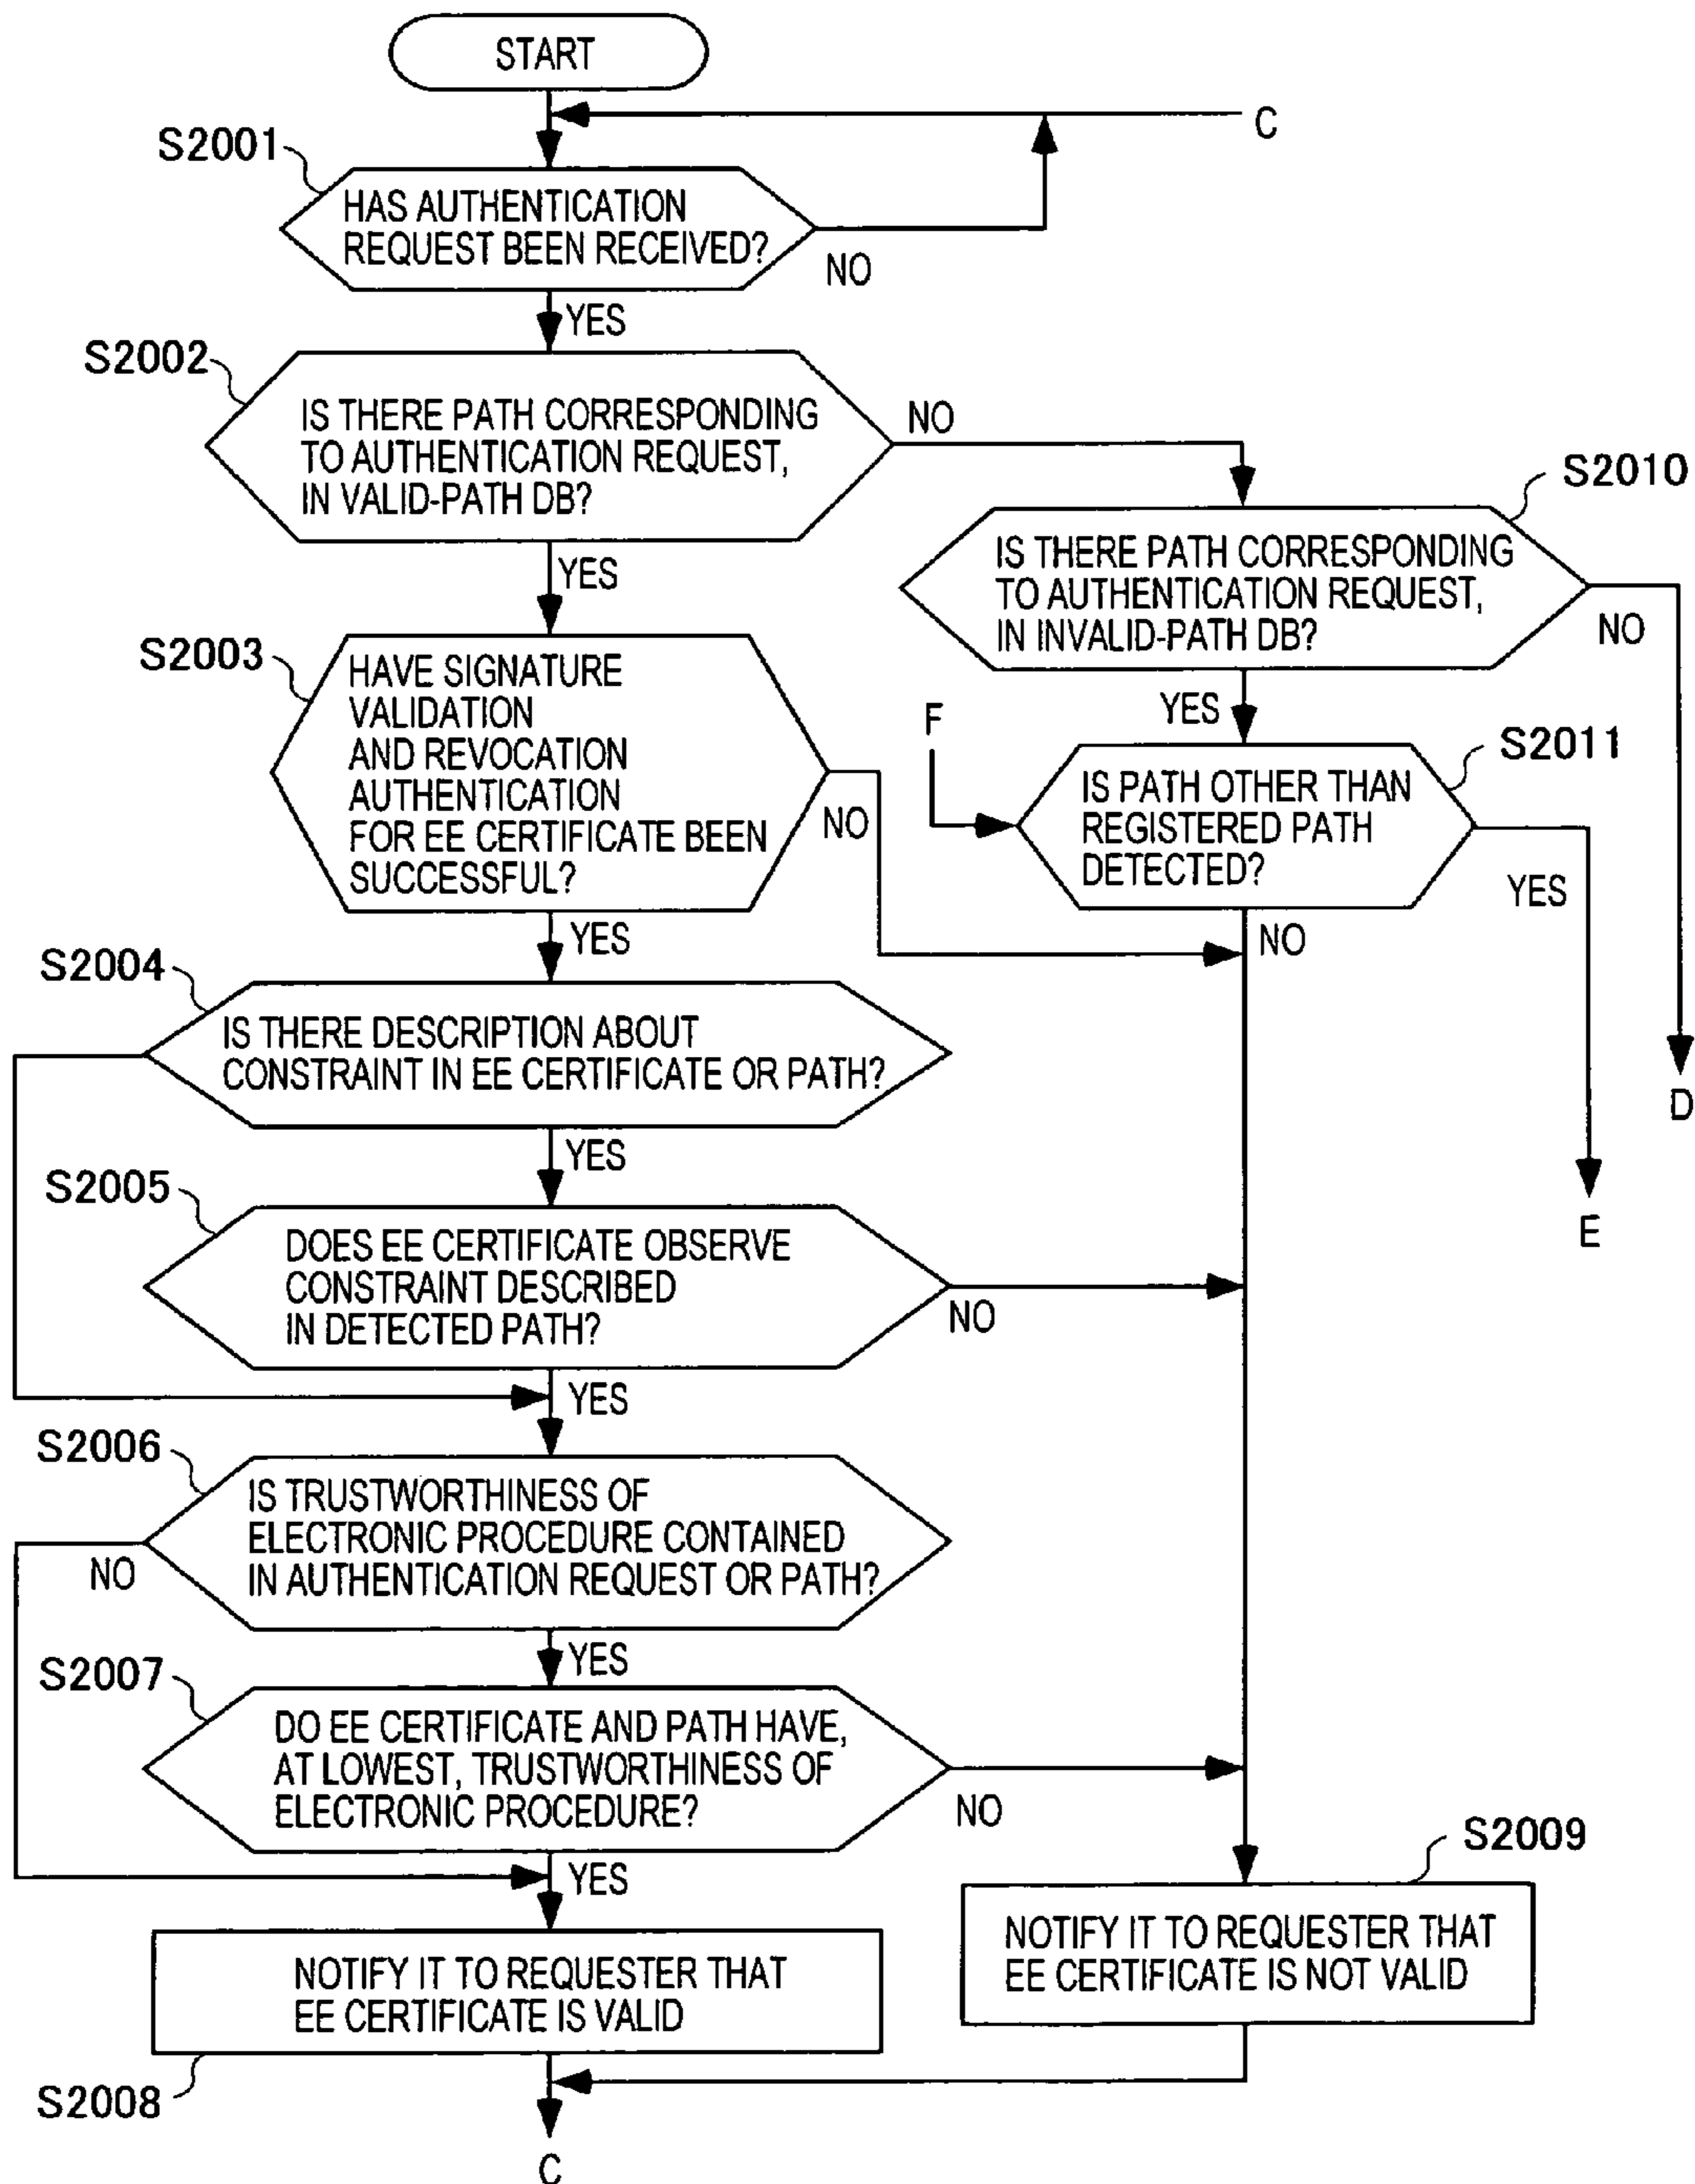 START
C
S2001
HAS AUTHENTICATION
REQUEST BEEN RECEIVED?
NO
YES
S2002
IS THERE PATH CORRESPONDING
TO AUTHENTICATION REQUEST,
IN VALID-PATH DB?
NO
YES
S2010
IS THERE PATH CORRESPONDING
TO AUTHENTICATION REQUEST,
IN INVALID-PATH DB?
NO
YES
S2003
HAVE SIGNATURE
VALIDATION
AND REVOCATION
AUTHENTICATION
FOR EE CERTIFICATE BEEN
SUCCESSFUL?
NO
YES
F
S2011
IS PATH OTHER THAN
REGISTERED PATH
DETECTED?
YES
NO
D
E
S2004
IS THERE DESCRIPTION ABOUT
CONSTRAINT IN EE CERTIFICATE OR PATH?
YES
S2005
DOES EE CERTIFICATE OBSERVE
CONSTRAINT DESCRIBED
IN DETECTED PATH?
NO
YES
S2006
IS TRUSTWORTHINESS OF
ELECTRONIC PROCEDURE CONTAINED
IN AUTHENTICATION REQUEST OR PATH?
NO
YES
S2007
DO EE CERTIFICATE AND PATH HAVE,
AT LOWEST, TRUSTWORTHINESS OF
ELECTRONIC PROCEDURE?
NO
YES
S2009
NOTIFY IT TO REQUESTER THAT
EE CERTIFICATE IS NOT VALID
NOTIFY IT TO REQUESTER THAT
EE CERTIFICATE IS VALID
S2008
C